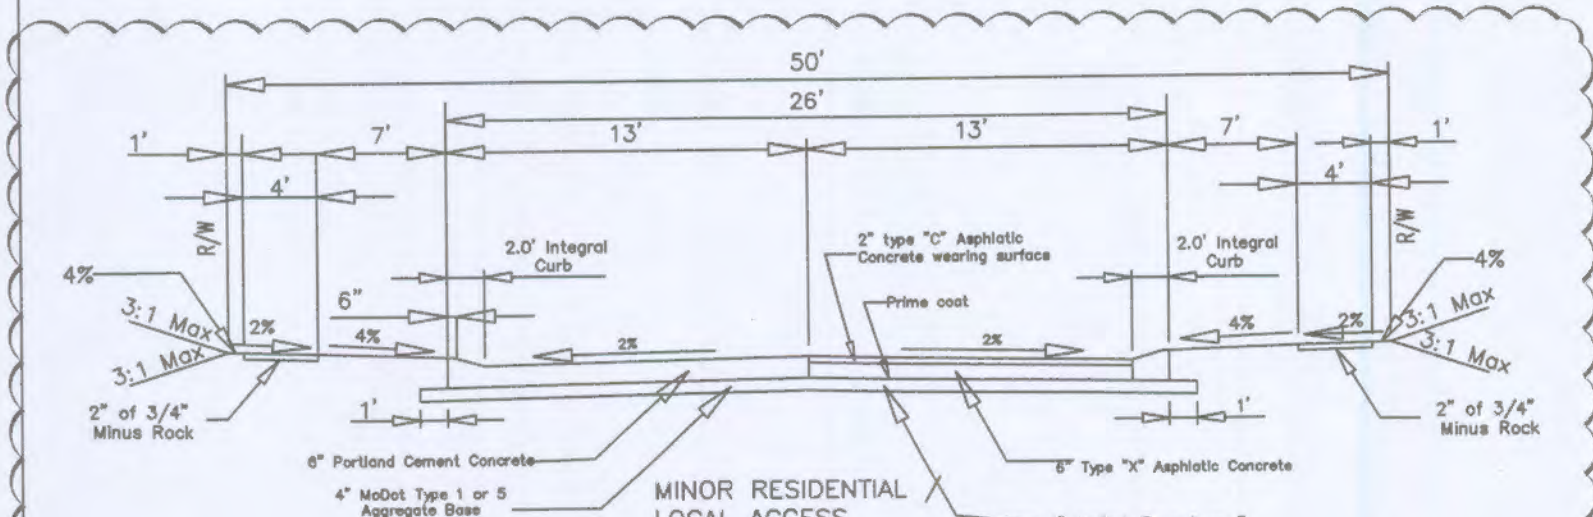 50'
26'
1'
7'
13'
13'
7'
1'
4'
4'
R/W
R/W
2.0' Integral
Curb
2" type "C" Asphlatic
Concrete wearing surface
2.0' Integral
Curb
4%
4%
Prime coat
6"
3:1 Max
2%
4%
2%
2%
4%
2%
3:1 Max
3:1 Max
3:1 Max
2" of 3/4"
Minus Rock
1'
1'
2" of 3/4"
Minus Rock
6" Portland Cement Concrete
6" Type "X" Asphlatic Concrete
4" MoDot Type 1 or 5
Aggregate Base
MINOR RESIDENTIAL
LOCAL ACCESS